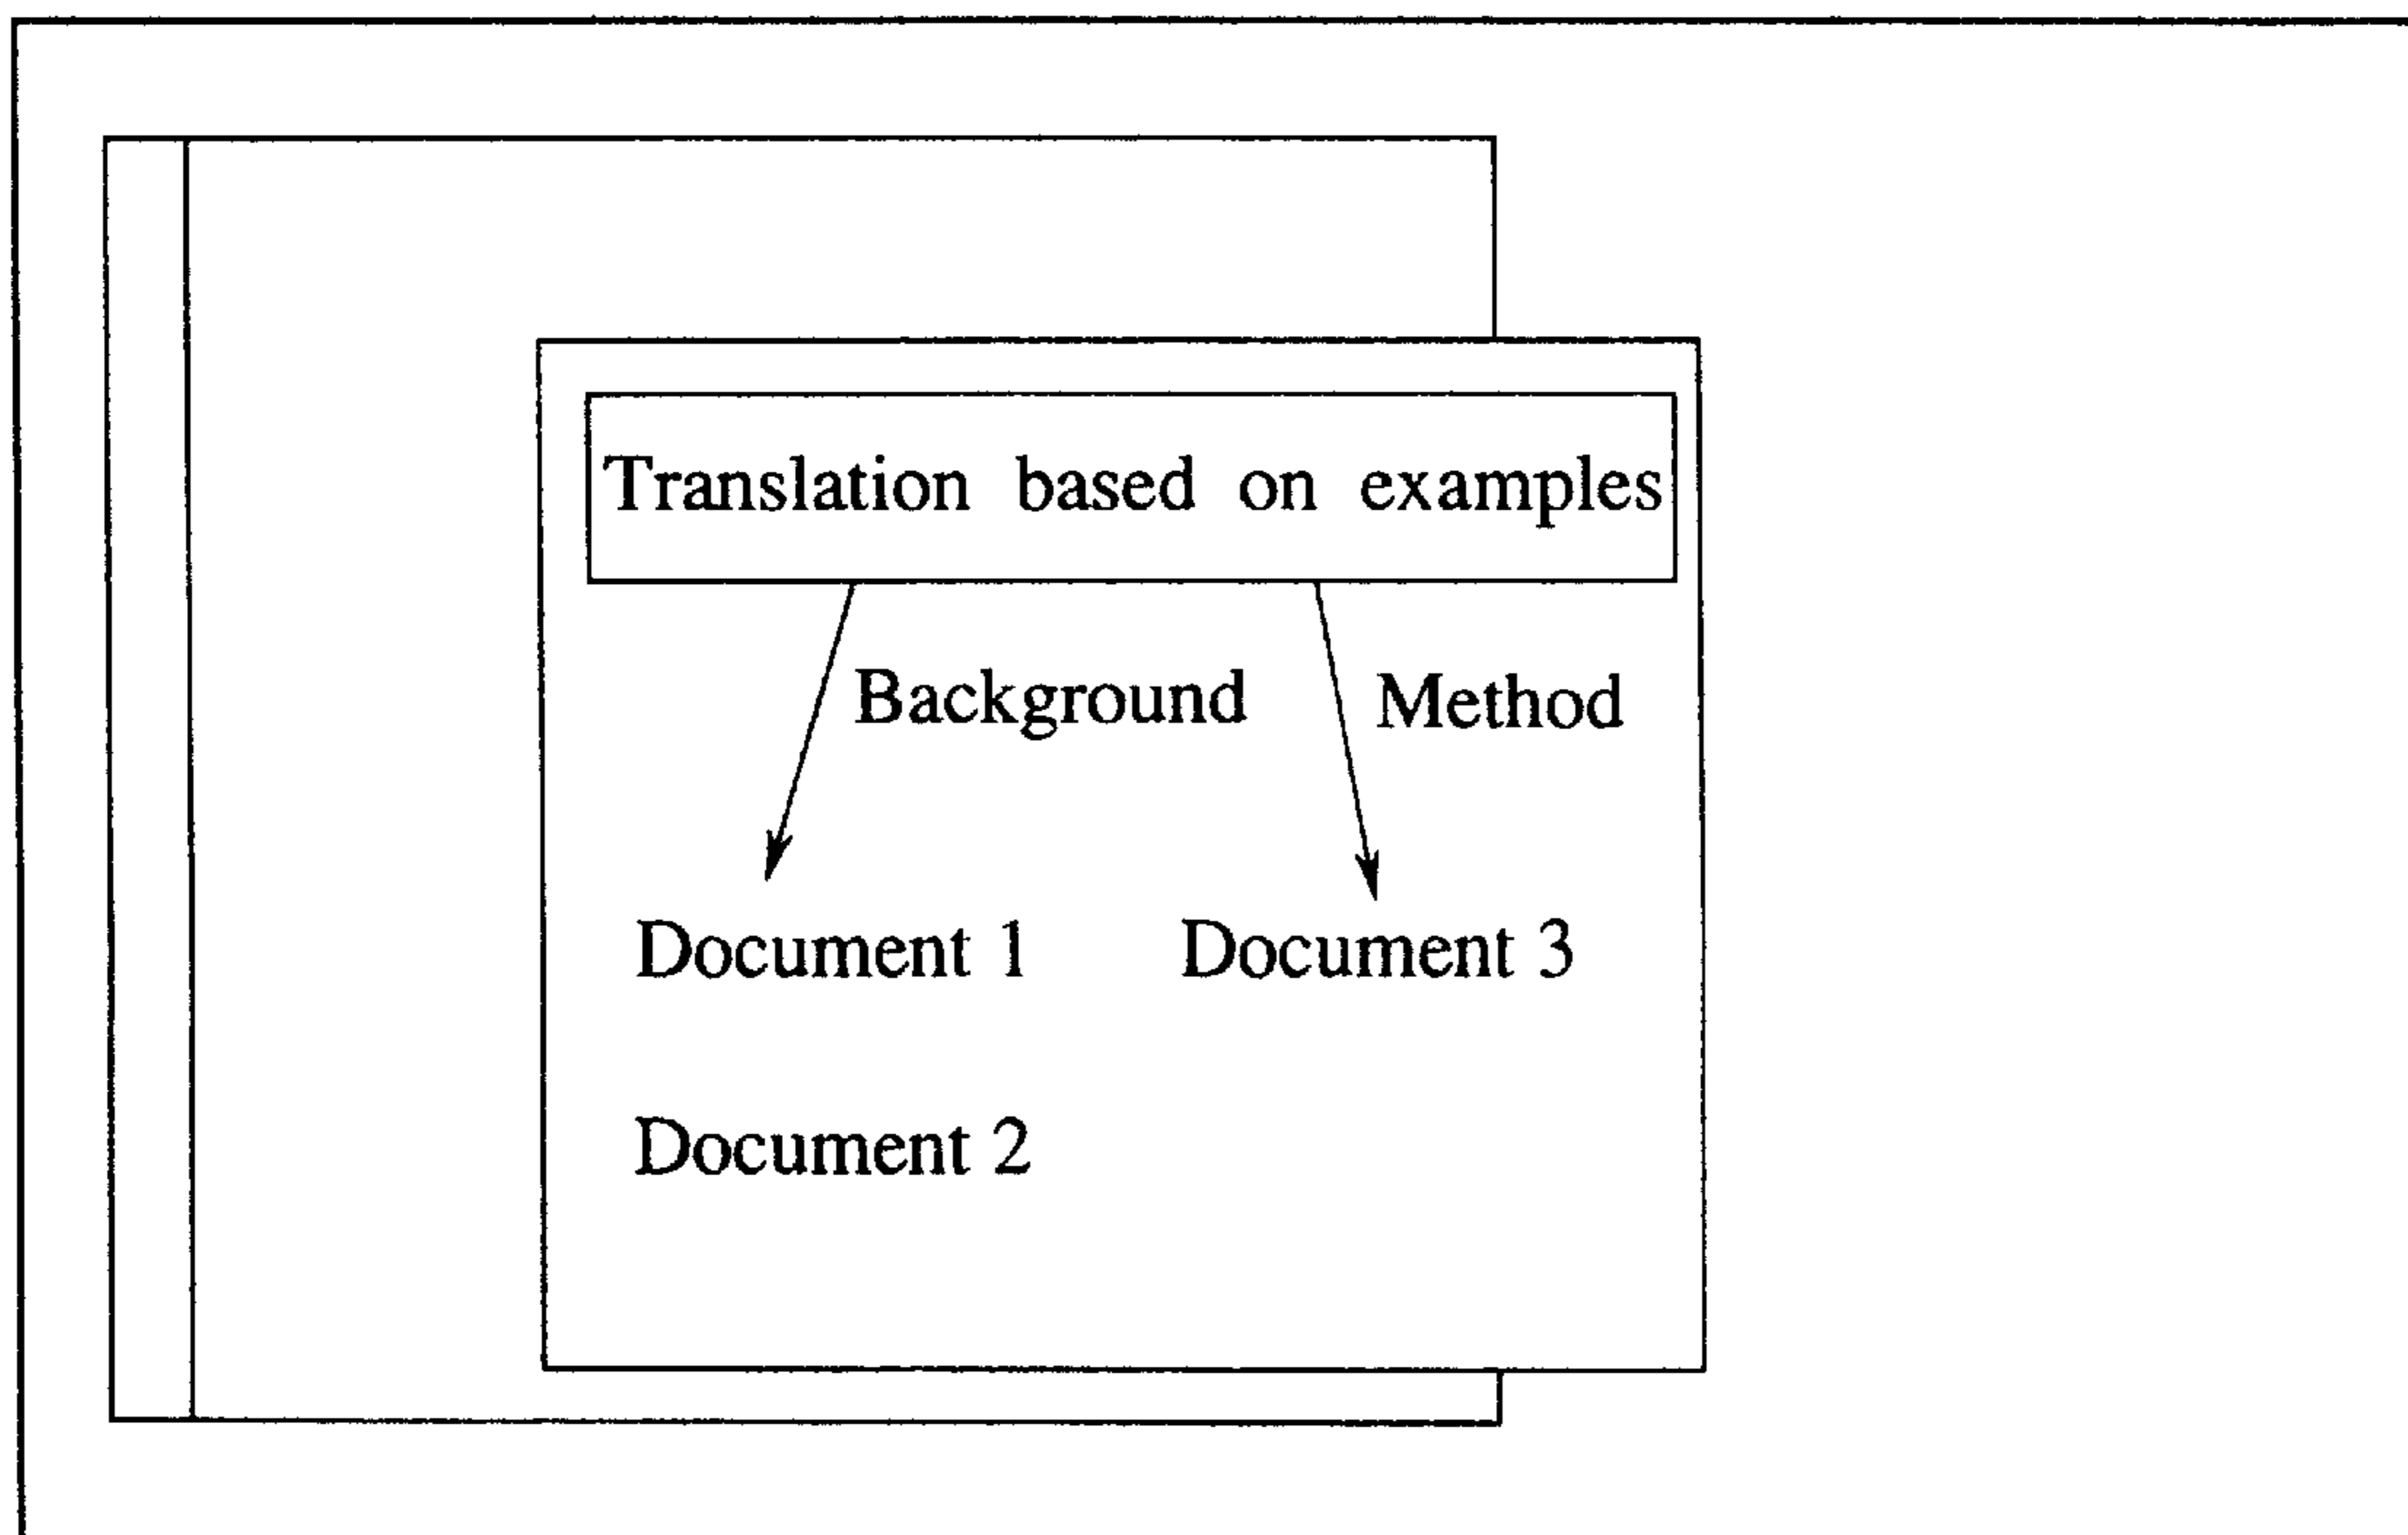 Translation based on examples
Background Method
Document 1 Document 3
Document 2